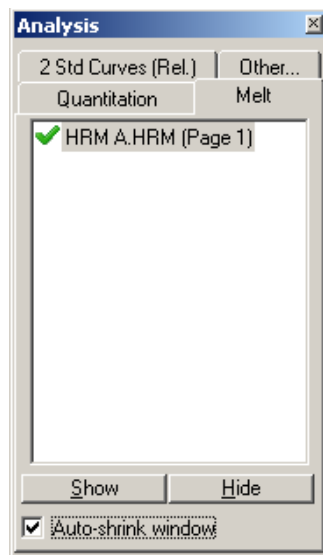 Analysis
2 Std Curves (Rel.) Other...
Quantitation Melt
HRM A.HRM (Page 1)
Show Hide
Auto-shrink window